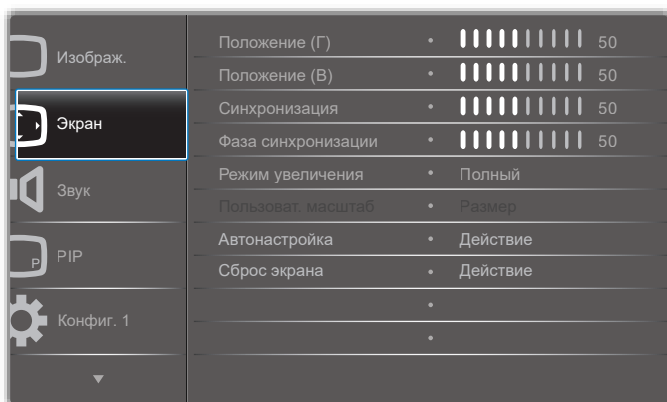 Изображ.
Экран
Звук
P
PIP
Конфиг. 1
Положение (Г) • 50
Положение (В) • 50
Синхронизация • 50
Фаза синхронизации • 50
Режим увеличения • Полный
Пользоват. масштаб • Размер
Автонастройка • Действие
Сброс экрана • Действие